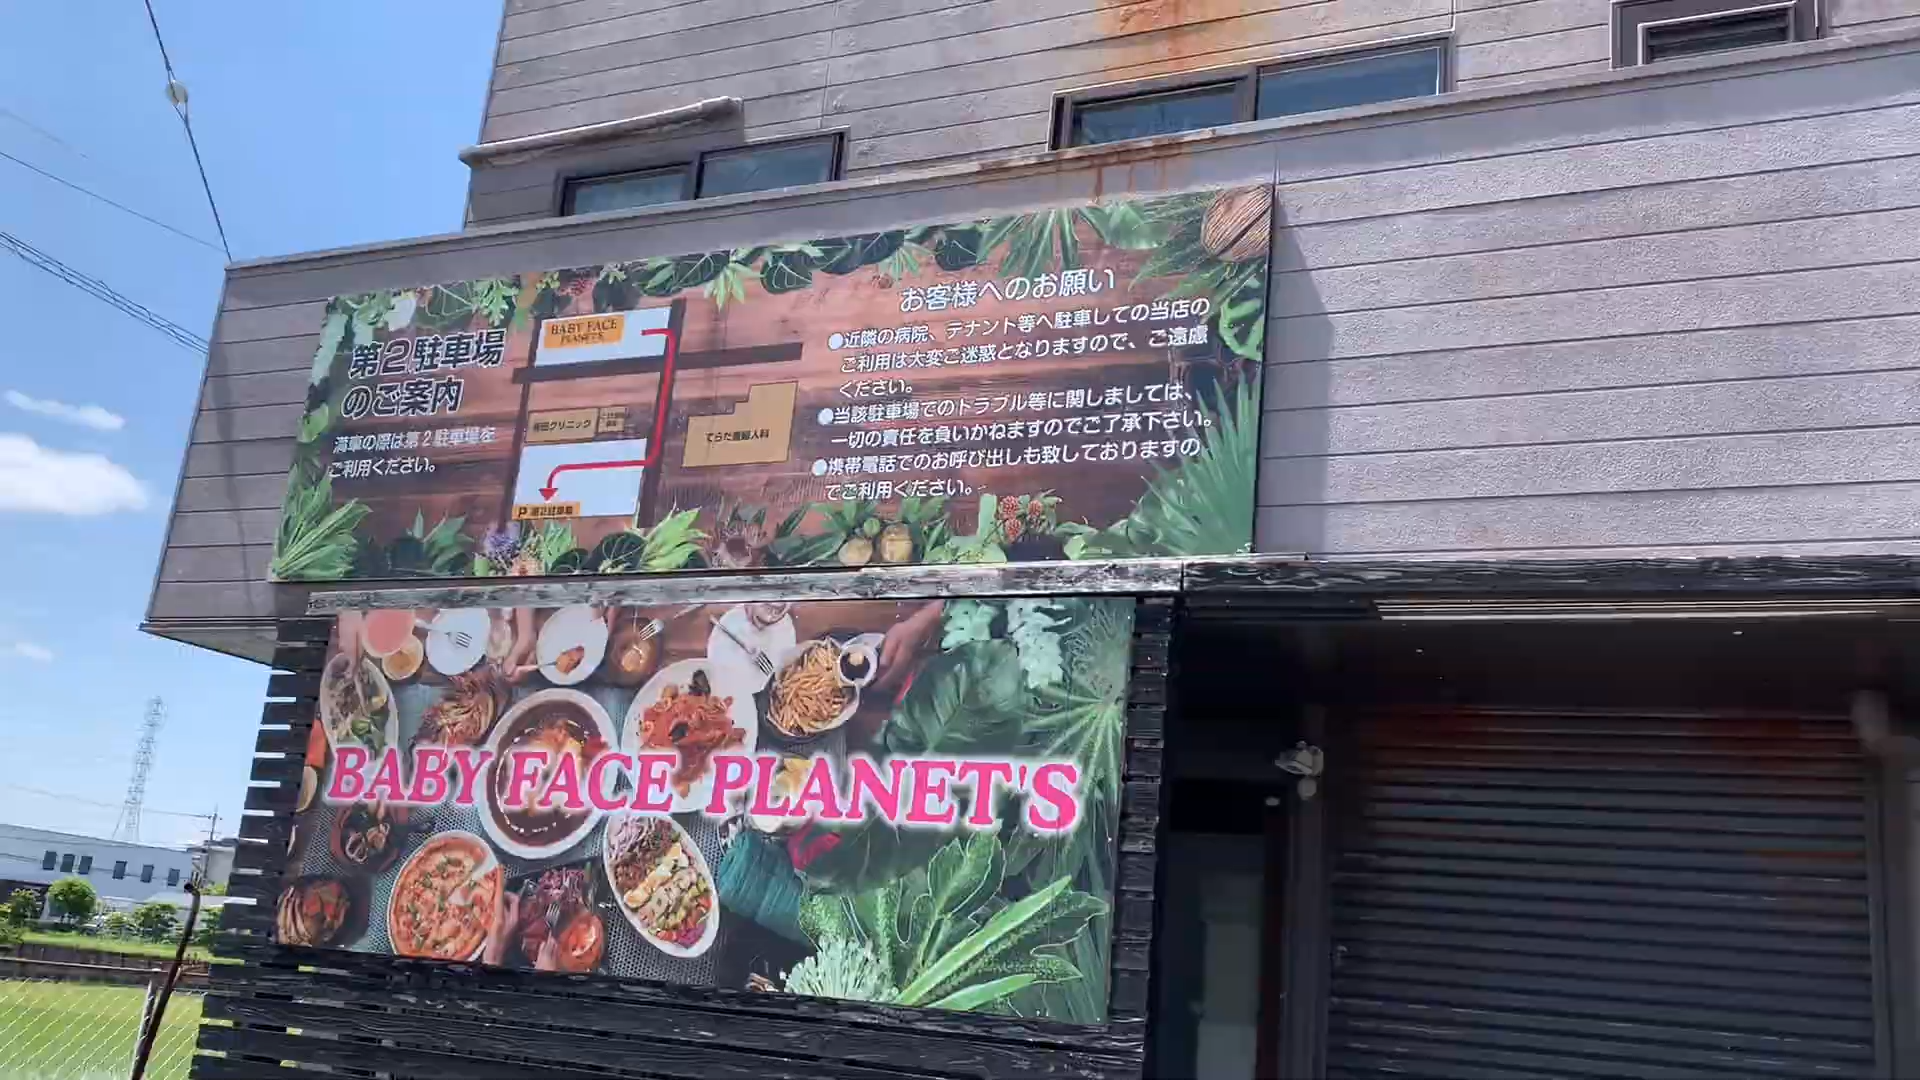 第2駐車場
のご案内
満車の際は第2駐車場を
ご利用ください。
BABY FACE
PLANET'S
クリニック
てらだ産婦人科
P 第2駐車場
お客様へのお願い
●近隣の病院、テナント等へ駐車しての当店の
ご利用は大変ご迷惑となりますので、ご遠慮
ください。
●当該駐車場でのトラブル等に関しましては、
一切の責任を負いかねますのでご了承下さい。
●携帯電話でのお呼び出しも致しておりますの
でご利用ください。
BABY FACE PLANET'S